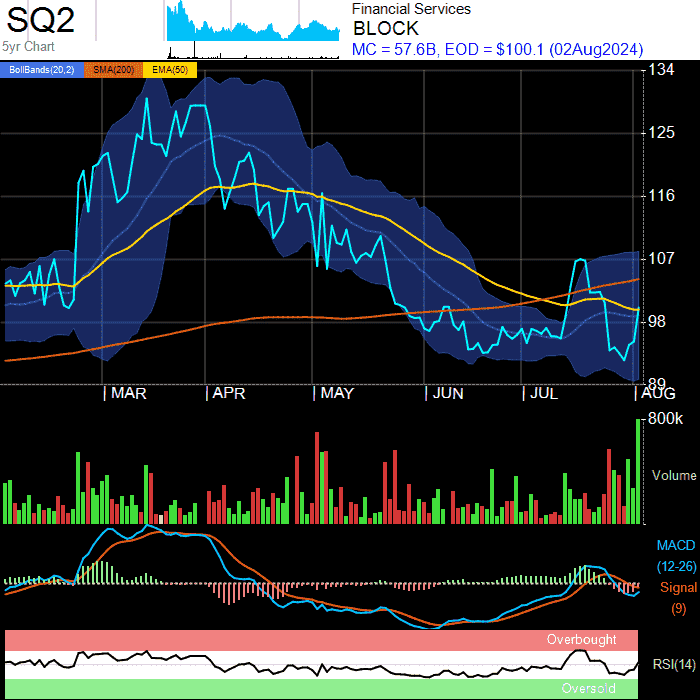 SQ2
5yr Chart
Financial Services
BLOCK
MC = 57.6B, EOD = $100.1 (02Aug2024)
BollBands(20,2) SMA(200) EMA(50)
134
125
116
107
98
89
MAR APR MAY JUN JUL AUG
800k
Volume
MACD
(12-26)
Signal
(9)
Overbought
RSI(14)
Oversold